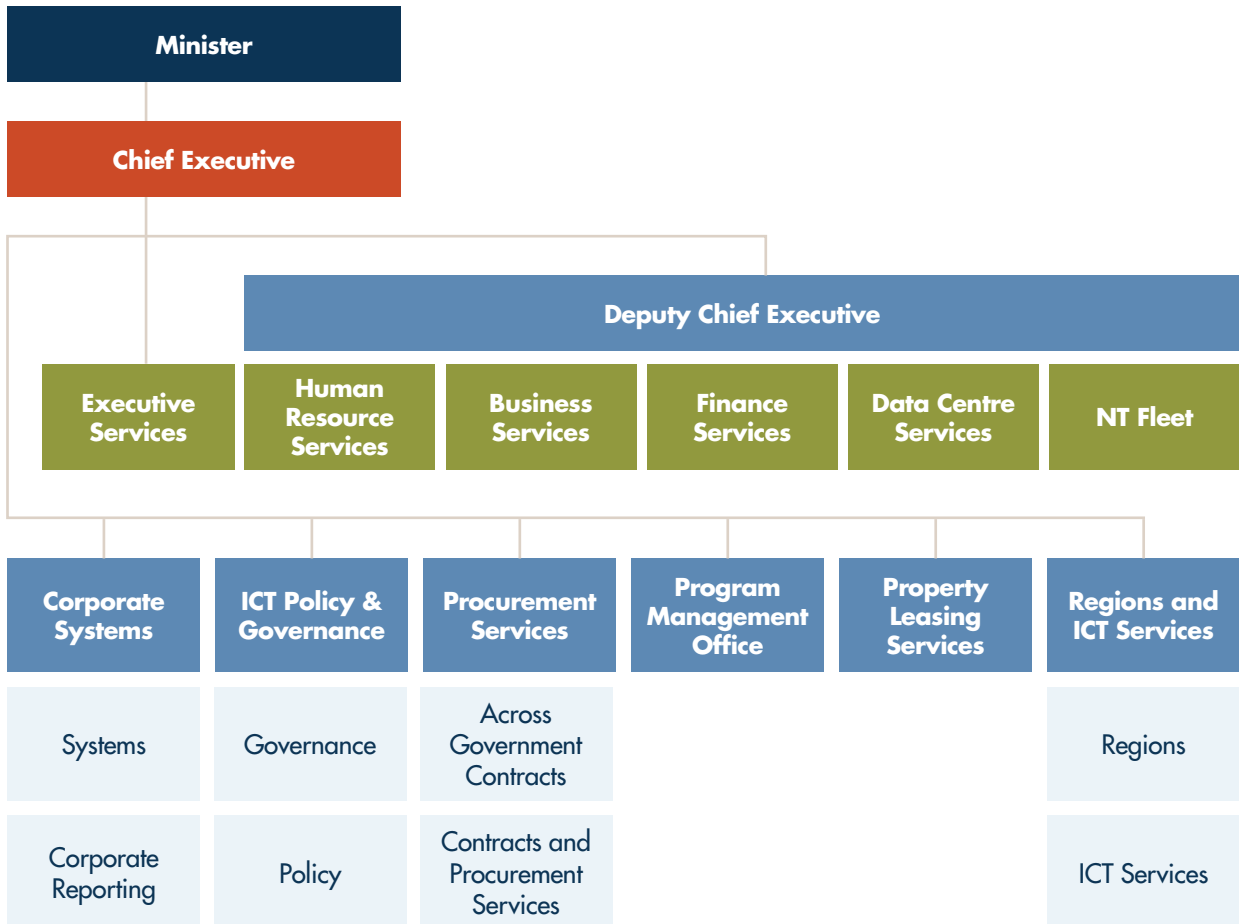 Minister
Chief Executive
Deputy Chief Executive
Executive
Services
Human
Resource
Services
Business
Services
Finance
Services
Data Centre
Services
NT Fleet
Corporate
Systems
ICT Policy &
Governance
Procurement
Services
Program
Management
Office
Property
Leasing
Services
Regions and
ICT Services
Systems
Governance
Across
Government
Contracts
Regions
Corporate
Reporting
Policy
Contracts and
Procurement
Services
ICT Services